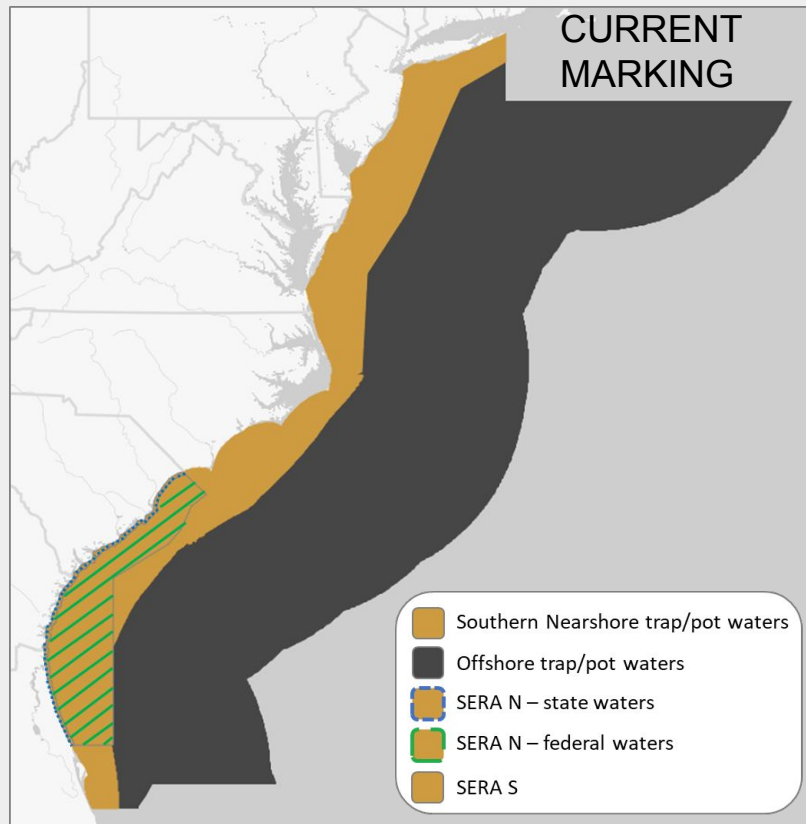 CURRENT
MARKING
Southern Nearshore trap/pot waters
Offshore trap/pot waters
SERA N – state waters
SERA N – federal waters
SERA S